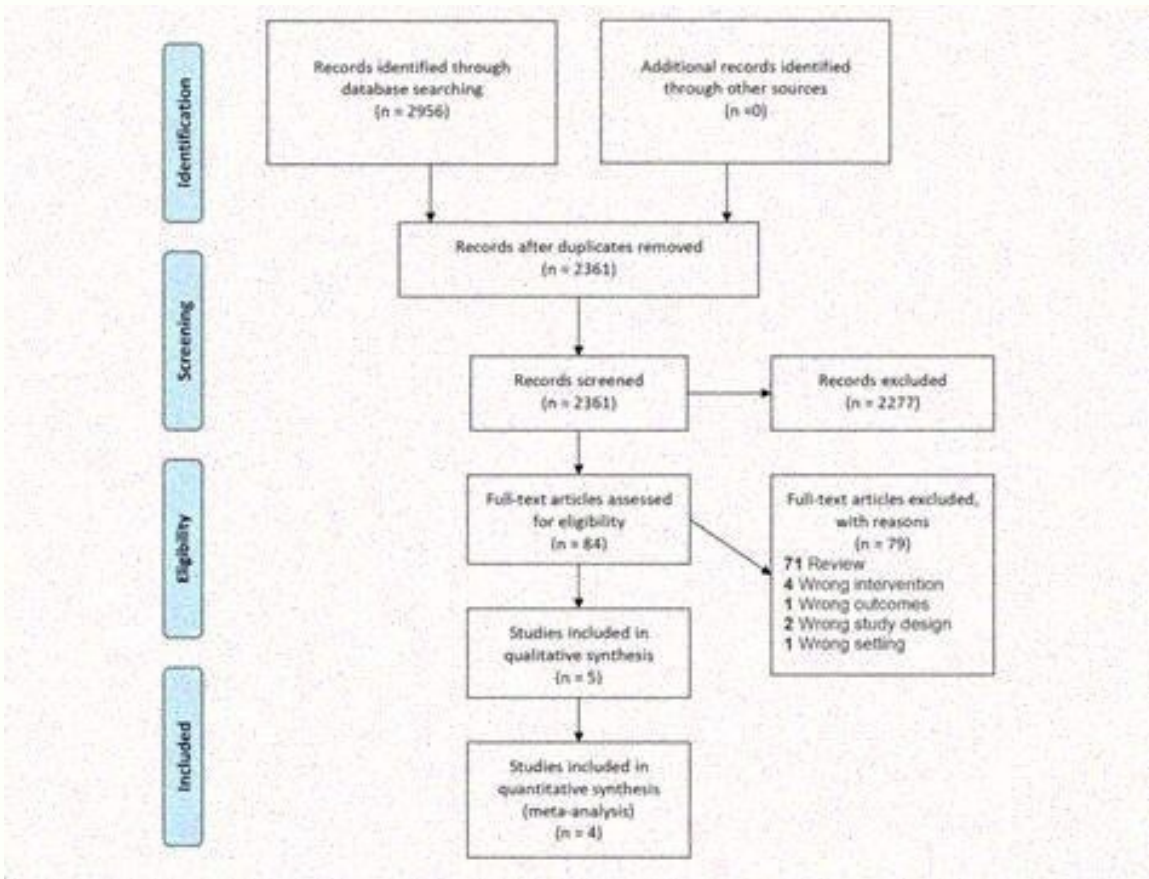 Identification
Records identified through
database searching
(n = 2956)
Additional records identified
through other sources
(n =0)
Records after duplicates removed
(n = 2361)
Screening
Records screened
(n = 2361)
Records excluded
(n = 2277)
Eligibility
Full-text articles assessed
for eligibility
(n = 84)
Full-text articles excluded,
with reasons
(n = 79)
71 Review
4 Wrong intervention
1 Wrong outcomes
2 Wrong study design
1 Wrong setting
Studies included in
qualitative synthesis
(n = 5)
Included
Studies included in
quantitative synthesis
(meta-analysis)
(n = 4)